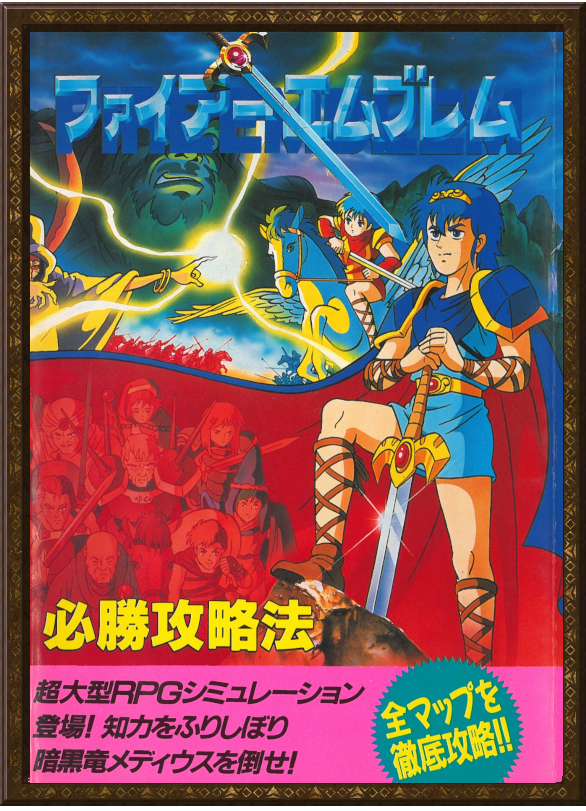 ファイアーエムブレム
必勝攻略法
超大型RPGシミュレーション
登場! 知力をふりしぼり
暗黒竜メディウスを倒せ!
全マップを
徹底攻略!!